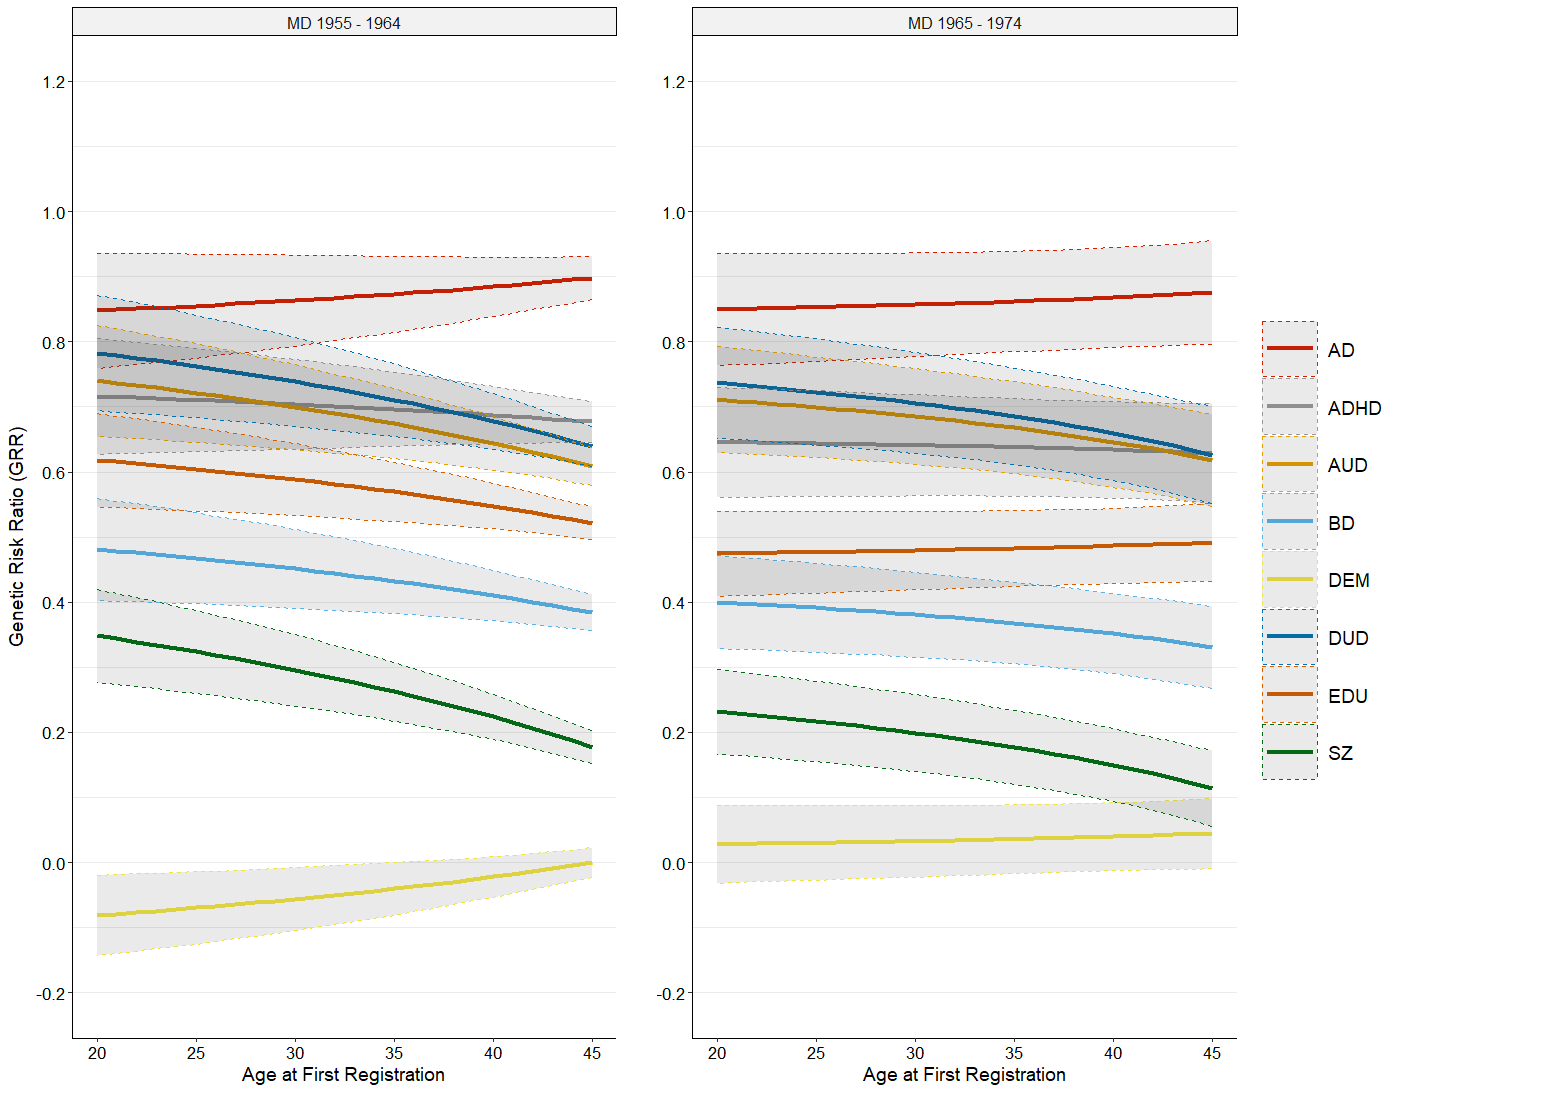 MD 1955 - 1964
MD 1965 - 1974
Genetic Risk Ratio (GRR)
1.2
1.0
0.8
0.6
0.4
0.2
0.0
-0.2
1.2
1.0
0.8
0.6
0.4
0.2
0.0
-0.2
20 25 30 35 40 45
20 25 30 35 40 45
Age at First Registration
Age at First Registration
AD
ADHD
AUD
BD
DEM
DUD
EDU
SZ